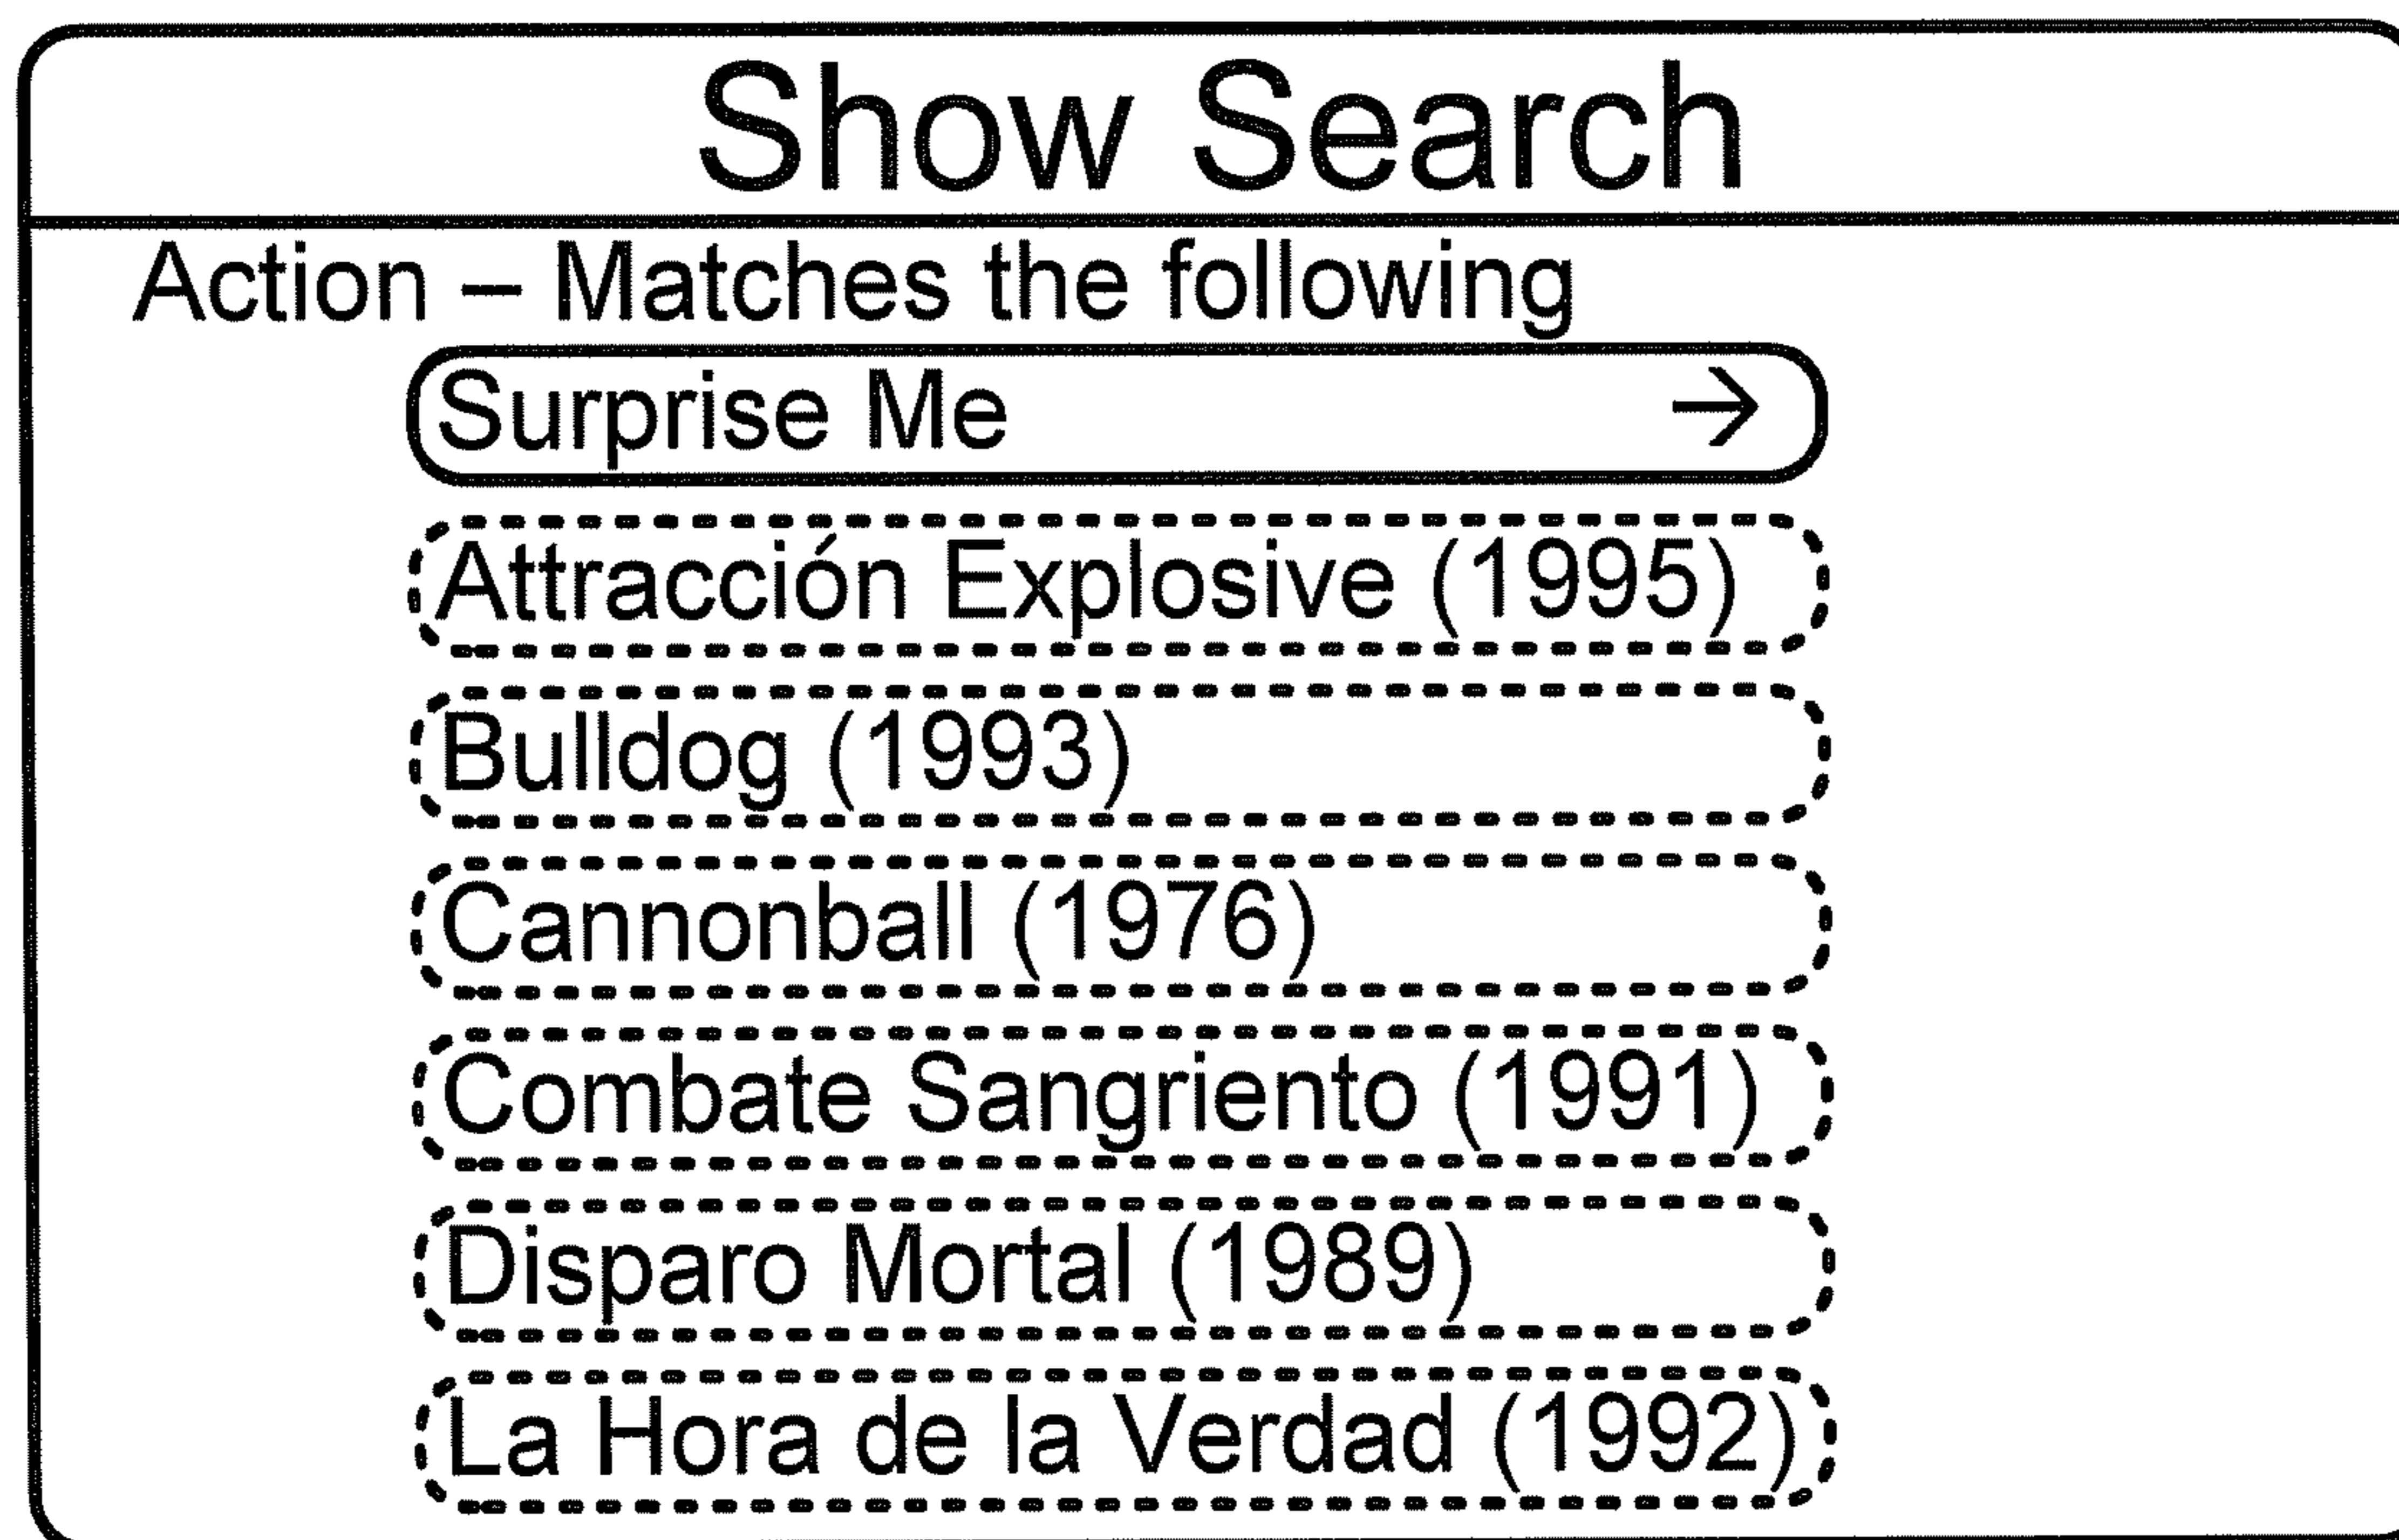 Show Search
Action – Matches the following
Surprise Me →
Attracción Explosive (1995)
Bulldog (1993)
Cannonball (1976)
Combate Sangriento (1991)
Disparo Mortal (1989)
La Hora de la Verdad (1992)